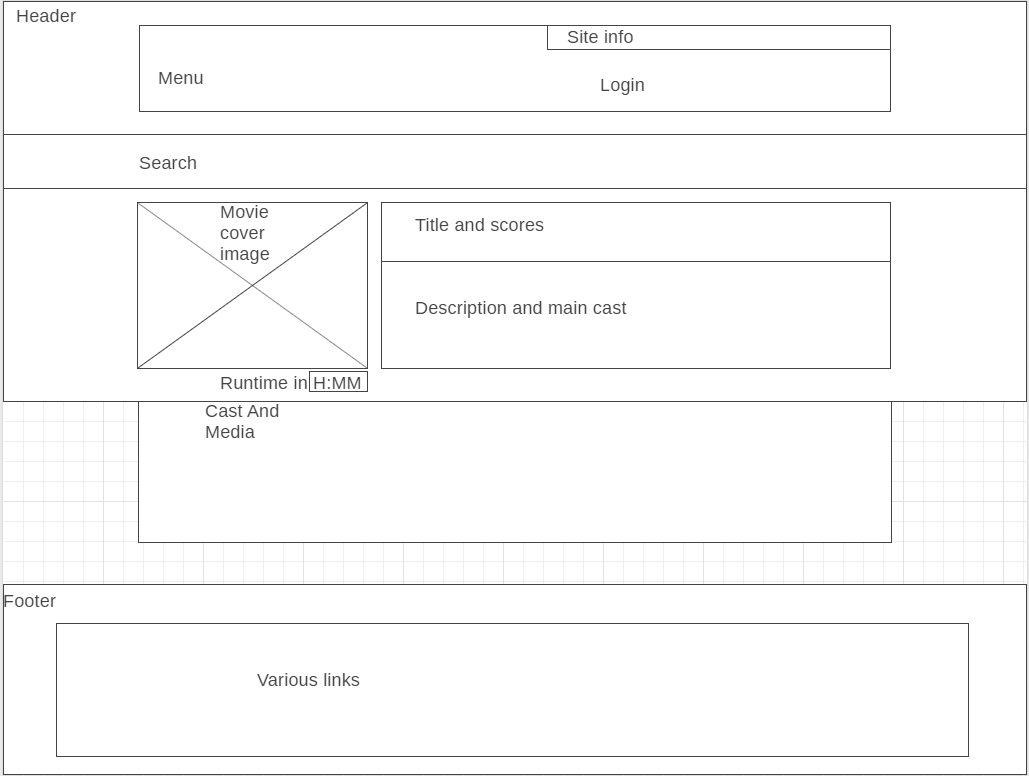 Header
Site info
Menu
Login
Search
Movie
cover
image
Title and scores
Description and main cast
Runtime in H:MM
Cast And
Media
Footer
Various links